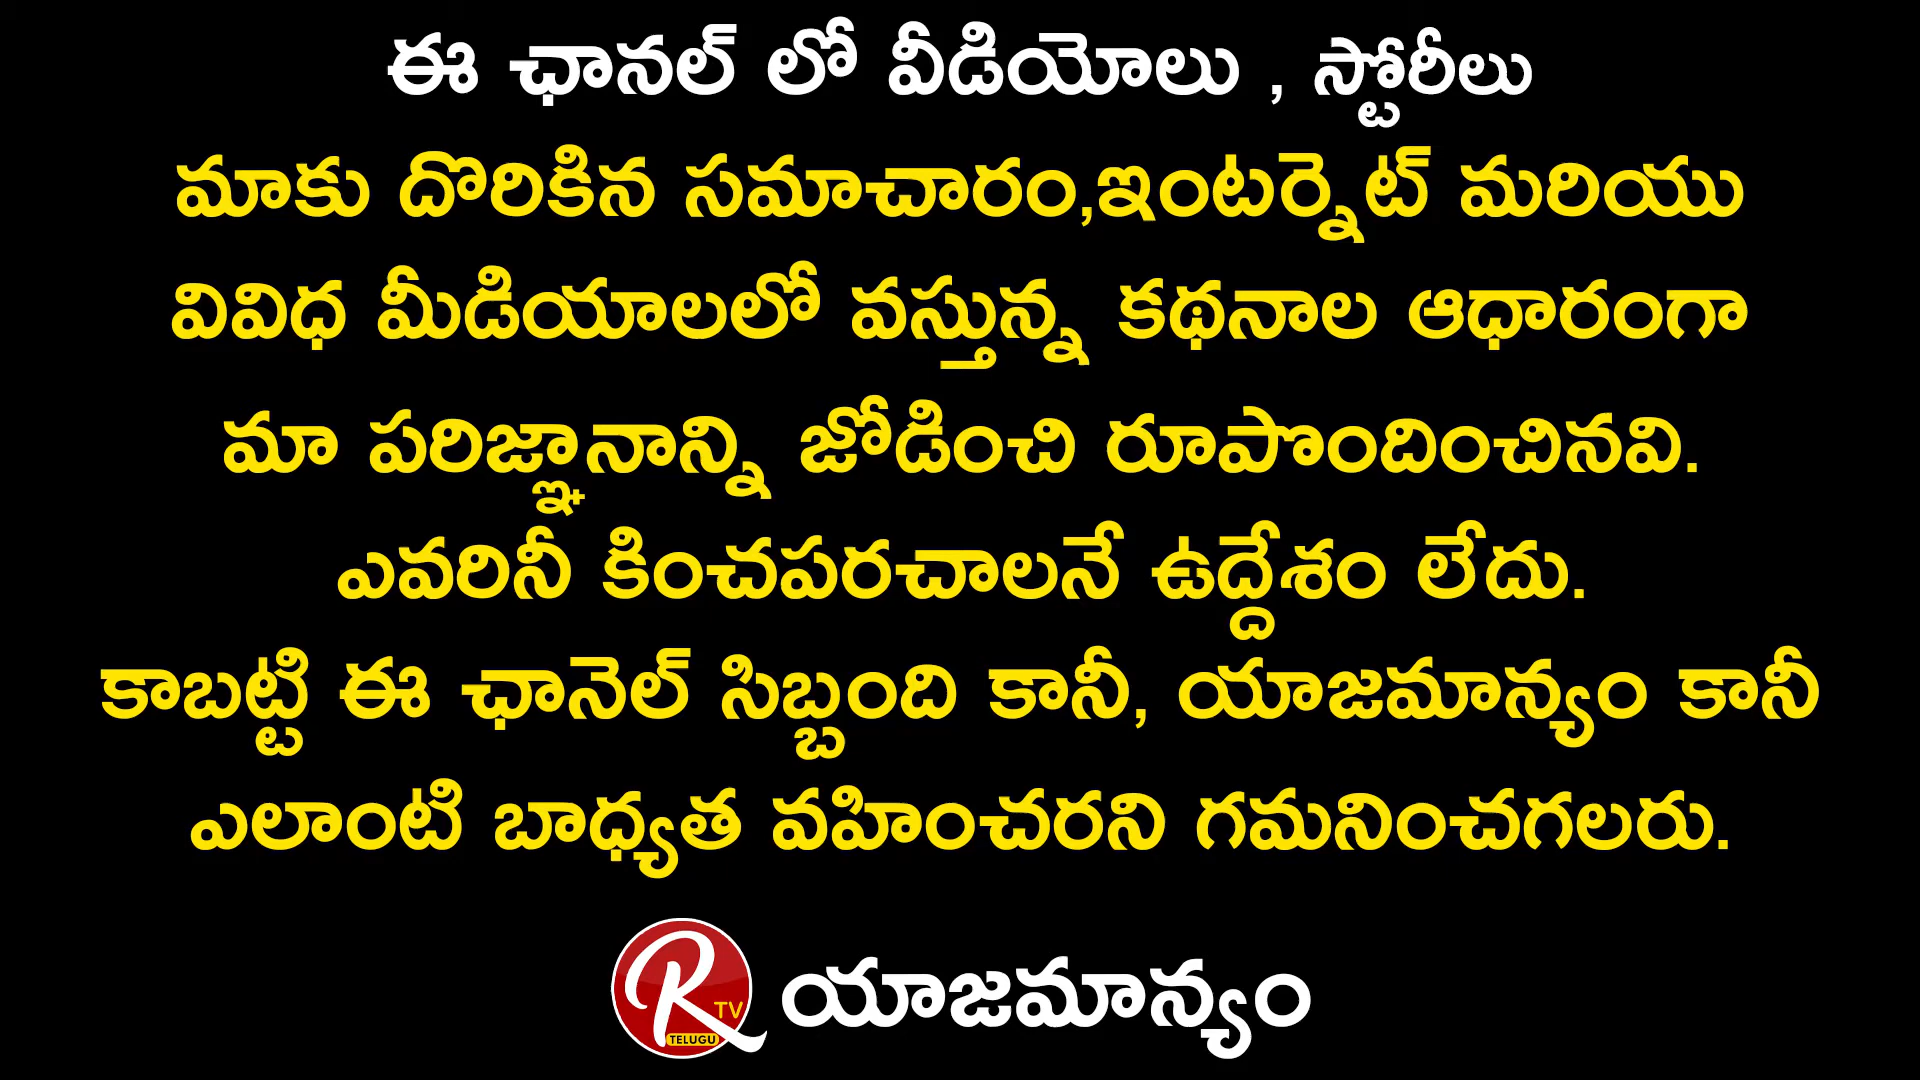 ఈ ఛానల్ లో వీడియోలు , స్టోరీలు
మాకు దొరికిన సమాచారం,ఇంటర్నెట్ మరియు
వివిధ మీడియాలలో వస్తున్న కథనాల ఆధారంగా
మా పరిజ్ఞానాన్ని జోడించి రూపొందించినవి.
ఎవరినీ కించపరచాలనే ఉద్దేశం లేదు.
కాబట్టి ఈ ఛానెల్ సిబ్బంది కానీ, యాజమాన్యం కానీ
ఎలాంటి బాధ్యత వహించరని గమనించగలరు.
R TV TELUGU యాజమాన్యం